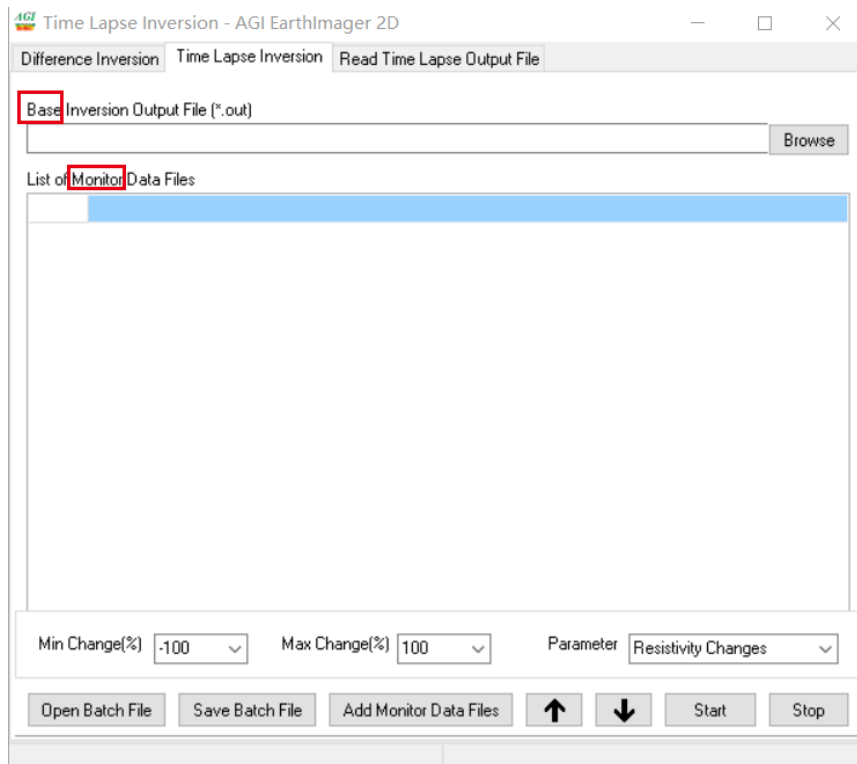 AGI Time Lapse Inversion - AGI EarthImager 2D
Difference Inversion Time Lapse Inversion Read Time Lapse Output File
Base Inversion Output File (*.out)
Browse
List of Monitor Data Files
Min Change(%) -100 Max Change(%) 100 Parameter Resistivity Changes
Open Batch File Save Batch File Add Monitor Data Files Start Stop